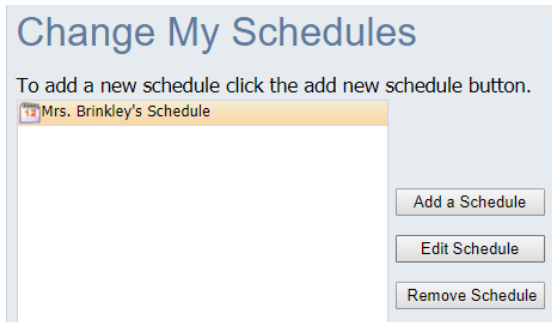 Change My Schedules
To add a new schedule click the add new schedule button.
12
Mrs. Brinkley's Schedule
Add a Schedule
Edit Schedule
Remove Schedule